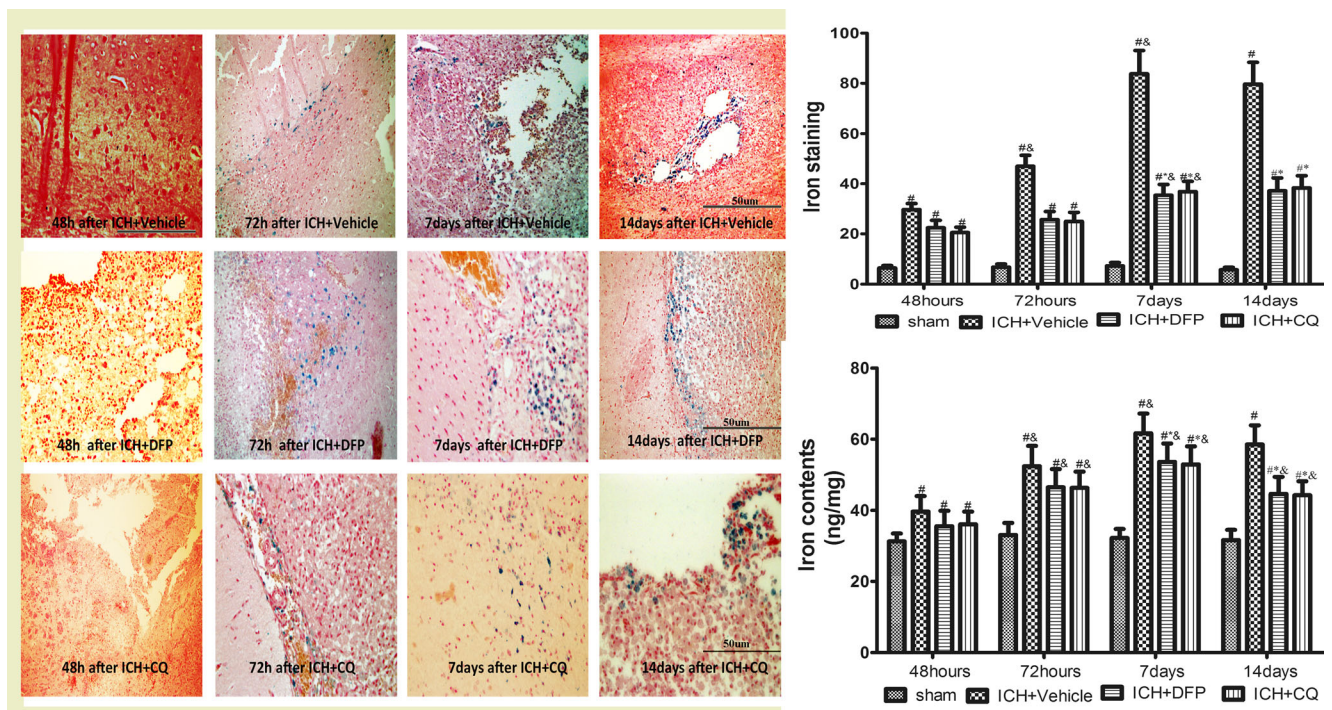 48h after ICH+Vehicle
72h after ICH+Vehicle
7days after ICH+Vehicle
50um
14days after ICH+Vehicle
48h after ICH+DFP
72h after ICH+DFP
7days after ICH+DFP
50um
14days after ICH+DFP
48h after ICH+CQ
72h after ICH+CQ
7days after ICH+CQ
50um
14days after ICH+CQ
Iron staining
100
80
60
40
20
0
# # #
#& # #
#& #*& #*&
# #* #*
48hours 72hours 7days 14days
sham ICH+Vehicle ICH+DFP ICH+CQ
Iron contents
(ng/mg)
80
60
40
20
0
# # #
#& #& #&
#& #*& #*&
# #*& #*&
48hours 72hours 7days 14days
sham ICH+Vehicle ICH+DFP ICH+CQ